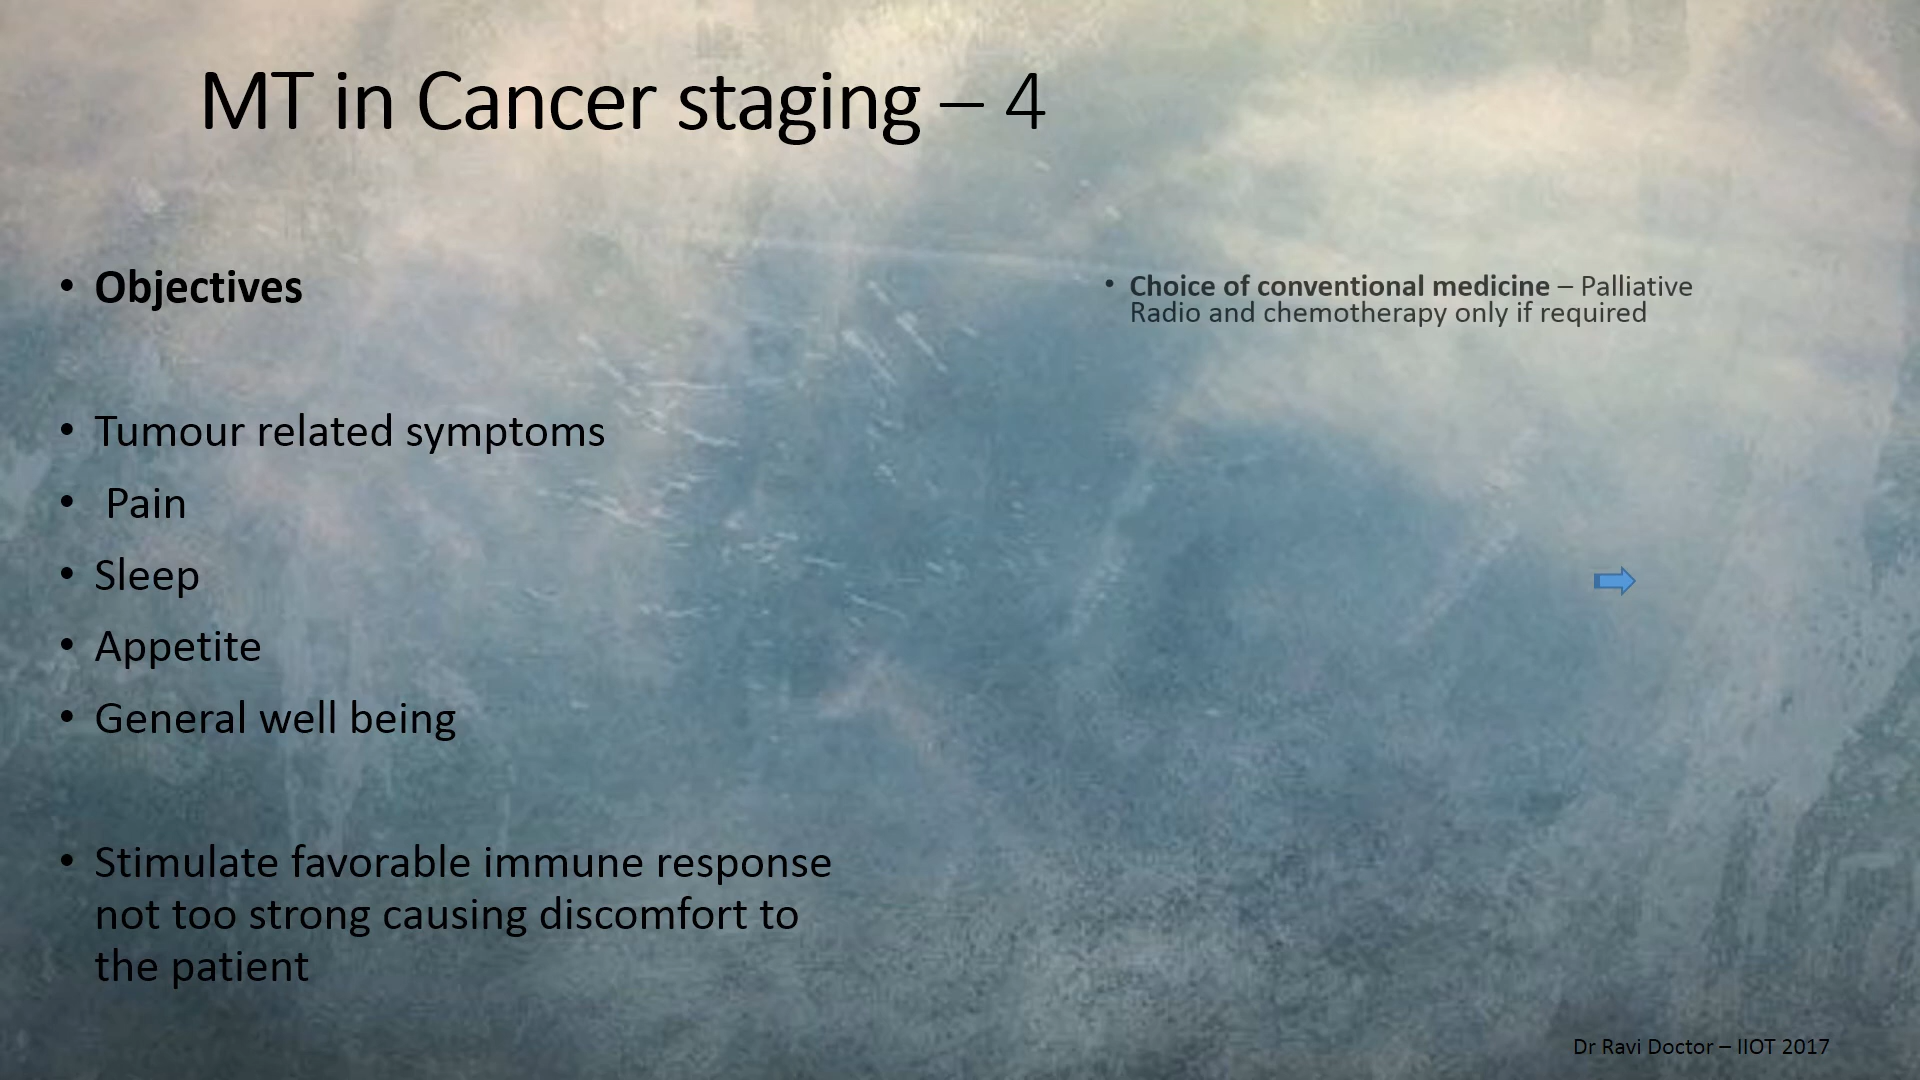 MT in Cancer staging – 4
• Objectives
• Tumour related symptoms
• Pain
• Sleep
• Appetite
• General well being
• Stimulate favorable immune response
not too strong causing discomfort to
the patient
• Choice of conventional medicine – Palliative
Radio and chemotherapy only if required
Dr Ravi Doctor – IIOT 2017